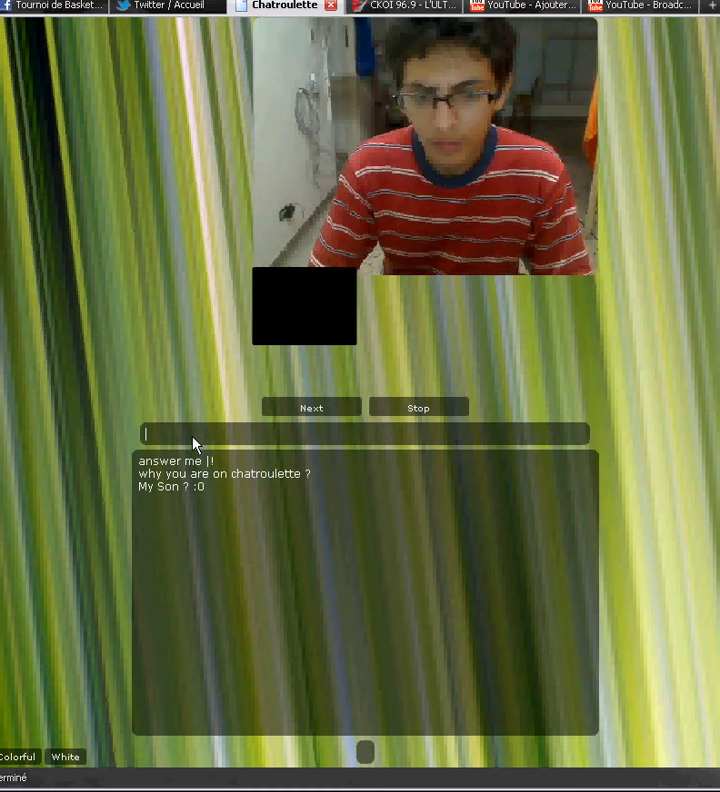 Tournoi de Basket...
Twitter / Accueil
Chatroulette
CKOI 96.9 - L'ULT...
YouTube - Ajouter...
YouTube - Broadc...
Next
Stop
answer me |!
why you are on chatroulette ?
My Son ? :0
Colorful
White
erminé